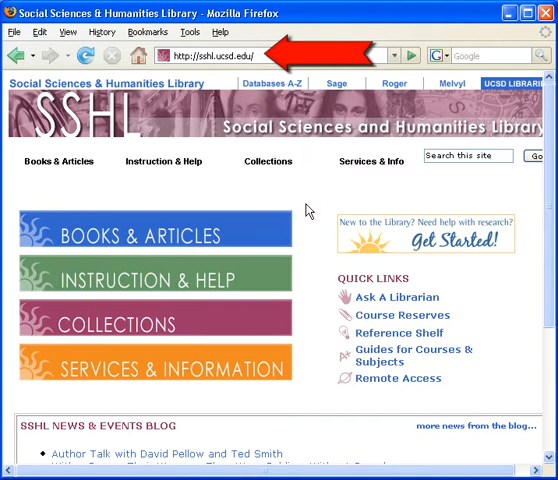 Social Sciences & Humanities Library - Mozilla Firefox
File Edit View History Bookmarks Tools Help
http://sshl.ucsd.edu/
Google
Social Sciences & Humanities Library Databases A-Z Sage Roger Melvyl UCSD LIBRARIE
SSHL
Social Sciences and Humanities Library
Books & Articles Instruction & Help Collections Services & Info Search this site Go
BOOKS & ARTICLES
INSTRUCTION & HELP
COLLECTIONS
SERVICES & INFORMATION
New to the Library? Need help with research?
Get Started!
QUICK LINKS
Ask A Librarian
Course Reserves
Reference Shelf
Guides for Courses &
Subjects
Remote Access
SSHL NEWS & EVENTS BLOG more news from the blog...
Author Talk with David Pellow and Ted Smith